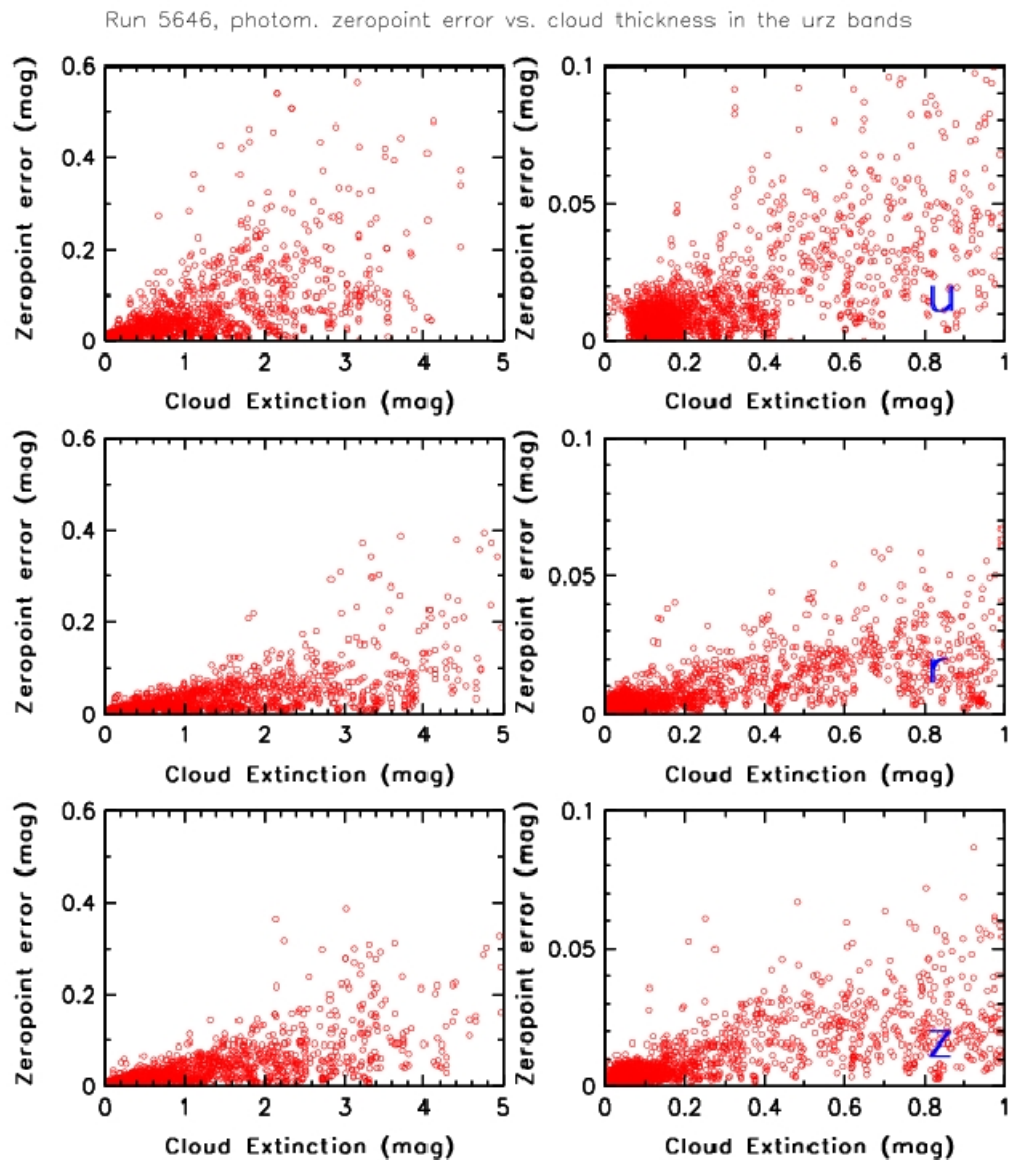 Run 5646, photom. zeropoint error vs. cloud thickness in the urz bands
Zeropoint error (mag)
0.6
0.4
0.2
0
0 1 2 3 4 5
Cloud Extinction (mag)
Zeropoint error (mag)
0.1
0.05
0
u
0 0.2 0.4 0.6 0.8 1
Cloud Extinction (mag)
Zeropoint error (mag)
0.6
0.4
0.2
0
0 1 2 3 4 5
Cloud Extinction (mag)
Zeropoint error (mag)
0.1
0.05
0
r
0 0.2 0.4 0.6 0.8 1
Cloud Extinction (mag)
Zeropoint error (mag)
0.6
0.4
0.2
0
0 1 2 3 4 5
Cloud Extinction (mag)
Zeropoint error (mag)
0.1
0.05
0
z
0 0.2 0.4 0.6 0.8 1
Cloud Extinction (mag)